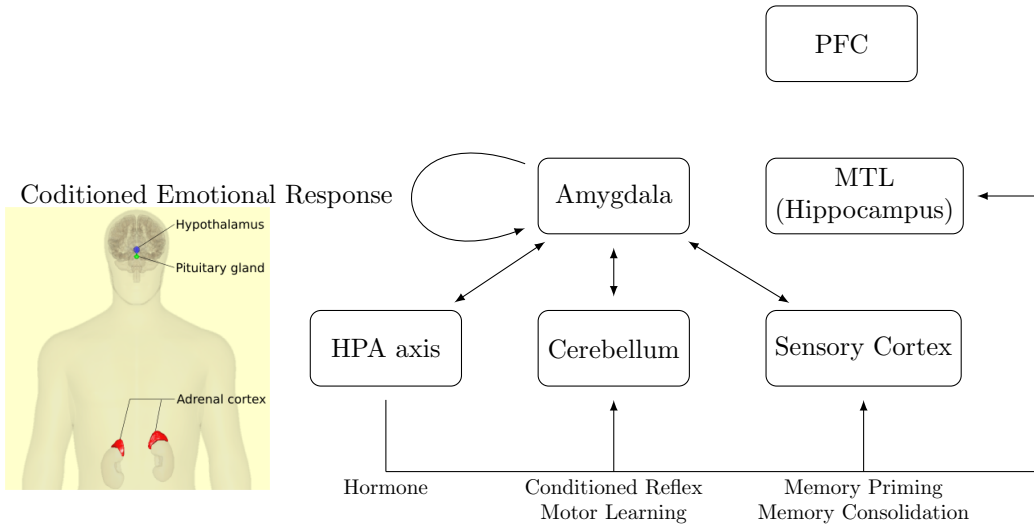 PFC
Coditioned Emotional Response
Amygdala
MTL
(Hippocampus)
Hypothalamus
Pituitary gland
HPA axis
Cerebellum
Sensory Cortex
Adrenal cortex
Hormone
Conditioned Reflex
Motor Learning
Memory Priming
Memory Consolidation